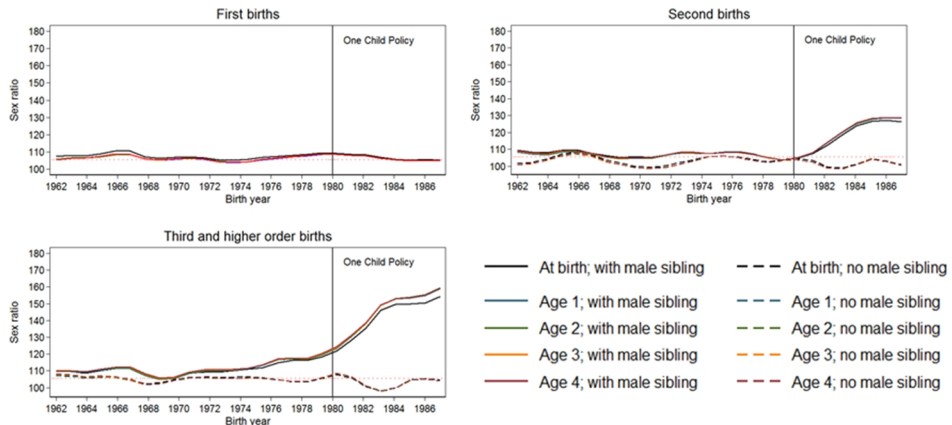 First births
Sex ratio
180
170
160
150
140
130
120
110
100
One Child Policy
1962 1964 1966 1968 1970 1972 1974 1976 1978 1980 1982 1984 1986
Birth year
Second births
Sex ratio
180
170
160
150
140
130
120
110
100
One Child Policy
1962 1964 1966 1968 1970 1972 1974 1976 1978 1980 1982 1984 1986
Birth year
Third and higher order births
Sex ratio
180
170
160
150
140
130
120
110
100
One Child Policy
1962 1964 1966 1968 1970 1972 1974 1976 1978 1980 1982 1984 1986
Birth year
At birth; with male sibling
Age 1; with male sibling
Age 2; with male sibling
Age 3; with male sibling
Age 4; with male sibling
At birth; no male sibling
Age 1; no male sibling
Age 2; no male sibling
Age 3; no male sibling
Age 4; no male sibling